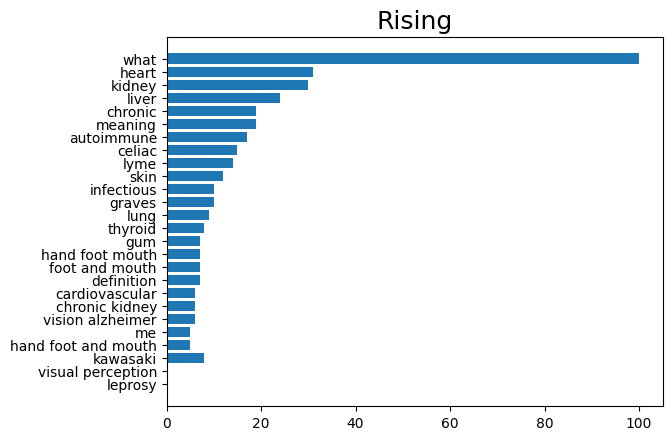 Rising
what
heart
kidney
liver
chronic
meaning
autoimmune
celiac
lyme
skin
infectious
graves
lung
thyroid
gum
hand foot mouth
foot and mouth
definition
cardiovascular
chronic kidney
vision alzheimer
me
hand foot and mouth
kawasaki
visual perception
leprosy
0 20 40 60 80 100